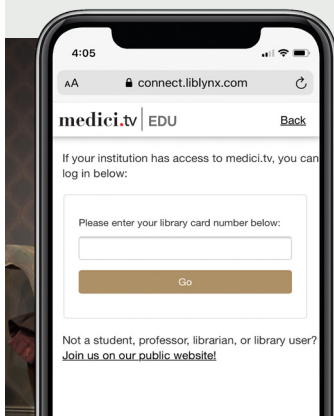 4:05
AA connect.liblynx.com
medici.tv EDU Back
If your institution has access to medici.tv, you can
log in below:
Please enter your library card number below:
Go
Not a student, professor, librarian, or library user?
Join us on our public website!